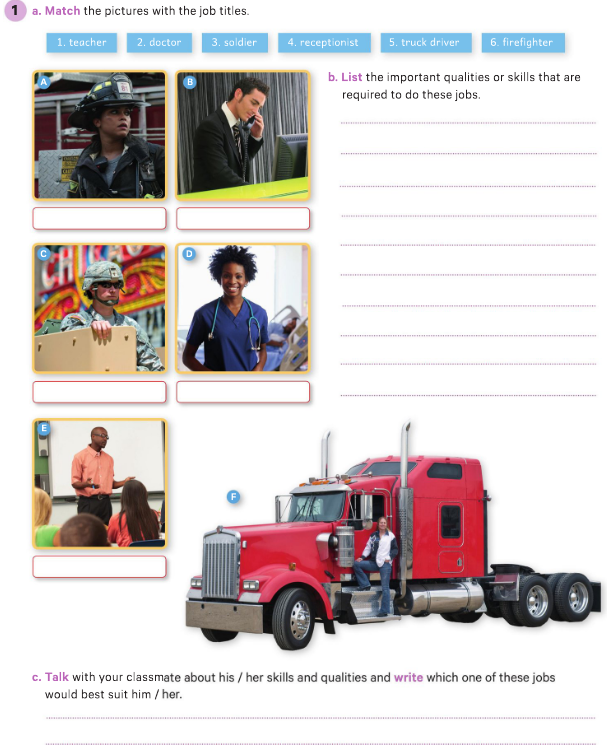 1 a. Match the pictures with the job titles.
1. teacher 2. doctor 3. soldier 4. receptionist 5. truck driver 6. firefighter
A
B
b. List the important qualities or skills that are
required to do these jobs.
C
D
E
F
c. Talk with your classmate about his / her skills and qualities and write which one of these jobs
would best suit him / her.